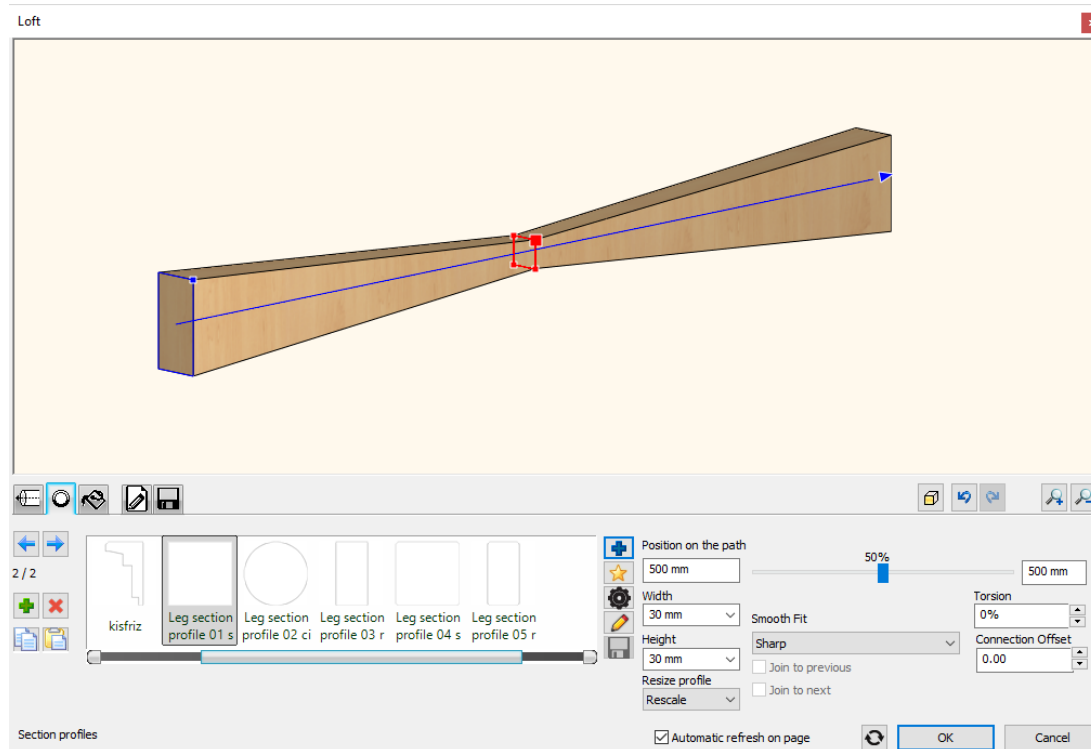 Loft
2 / 2
kisfriz
Leg section
profile 01 s
Leg section
profile 02 ci
Leg section
profile 03 r
Leg section
profile 04 s
Leg section
profile 05 r
Position on the path
500 mm
50%
500 mm
Width
30 mm
Height
30 mm
Resize profile
Rescale
Smooth Fit
Sharp
Join to previous
Join to next
Torsion
0%
Connection Offset
0.00
Section profiles
Automatic refresh on page
OK
Cancel